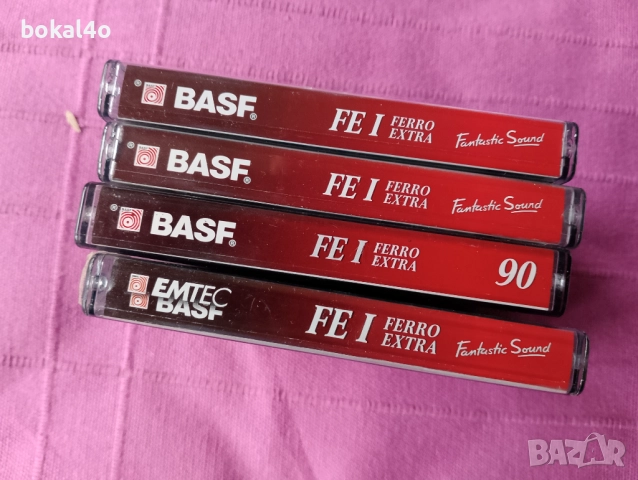 bokal4o
BASF® FE I FERRO EXTRA Fantastic Sound
BASF® FE I FERRO EXTRA Fantastic Sound
BASF® FE I FERRO EXTRA 90
EMTEC BASF FE I FERRO EXTRA Fantastic Sound
BAZAR